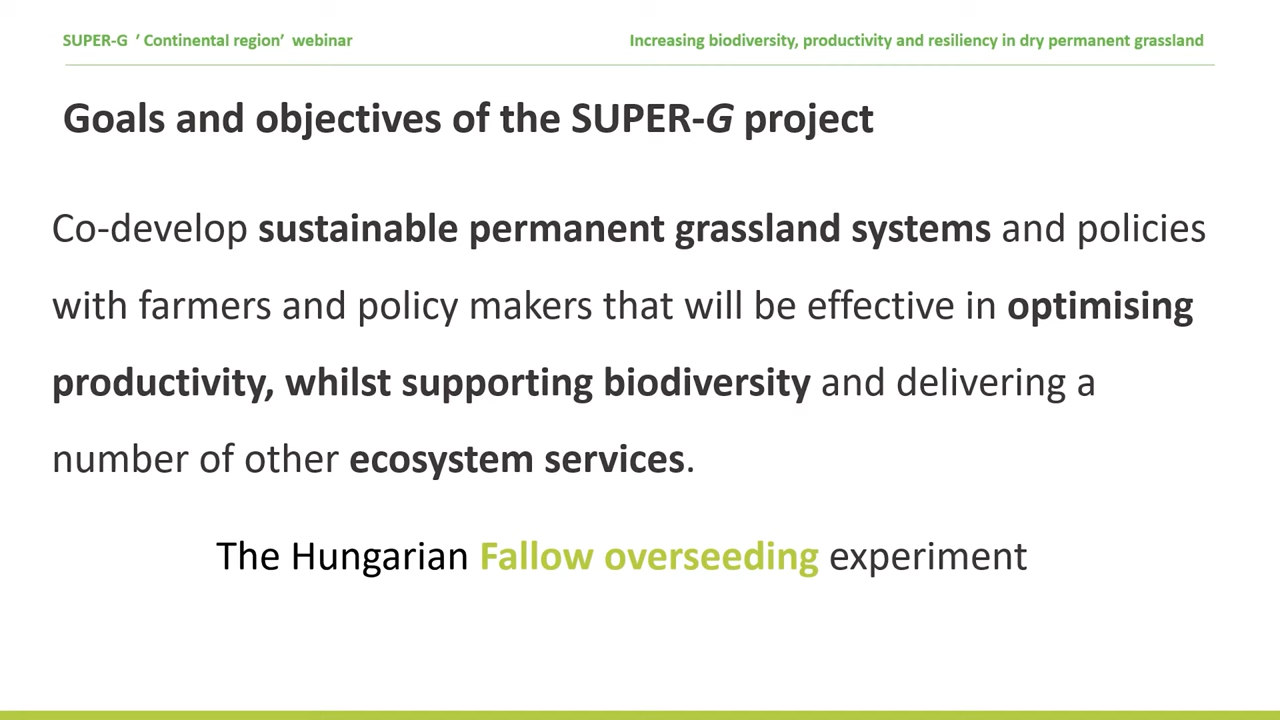 SUPER-G ’ Continental region’ webinar
Increasing biodiversity, productivity and resiliency in dry permanent grassland
Goals and objectives of the SUPER-G project
Co-develop sustainable permanent grassland systems and policies
with farmers and policy makers that will be effective in optimising
productivity, whilst supporting biodiversity and delivering a
number of other ecosystem services.
The Hungarian Fallow overseeding experiment